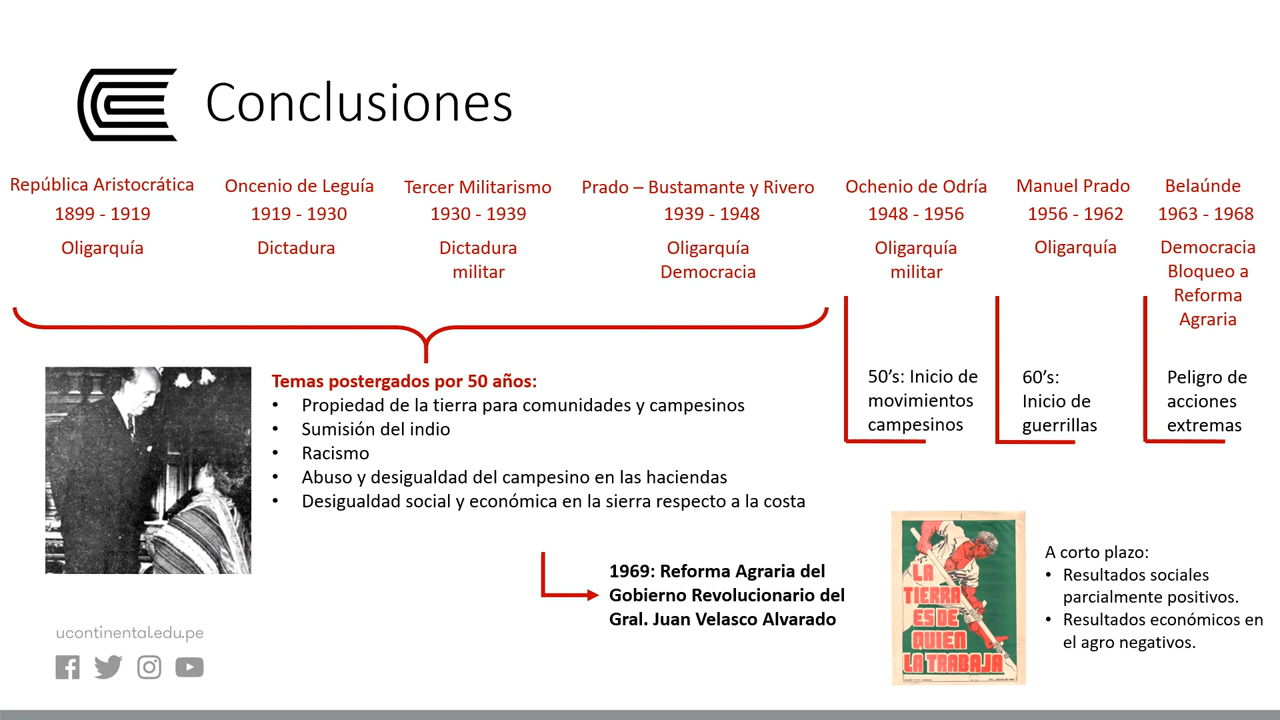 Conclusiones
República Aristocrática
1899 - 1919
Oligarquía
Oncenio de Leguía
1919 - 1930
Dictadura
Tercer Militarismo
1930 - 1939
Dictadura
militar
Prado – Bustamante y Rivero
1939 - 1948
Oligarquía
Democracia
Ochenio de Odría
1948 - 1956
Oligarquía
militar
Manuel Prado
1956 - 1962
Oligarquía
Belaúnde
1963 - 1968
Democracia
Bloqueo a
Reforma
Agraria
Temas postergados por 50 años:
• Propiedad de la tierra para comunidades y campesinos
• Sumisión del indio
• Racismo
• Abuso y desigualdad del campesino en las haciendas
• Desigualdad social y económica en la sierra respecto a la costa
50’s: Inicio de
movimientos
campesinos
60’s:
Inicio de
guerrillas
Peligro de
acciones
extremas
1969: Reforma Agraria del
Gobierno Revolucionario del
Gral. Juan Velasco Alvarado
LA
TIERRA
ES DE
QUIEN
LA TRABAJA
A corto plazo:
• Resultados sociales
parcialmente positivos.
• Resultados económicos en
el agro negativos.
ucontinental.edu.pe